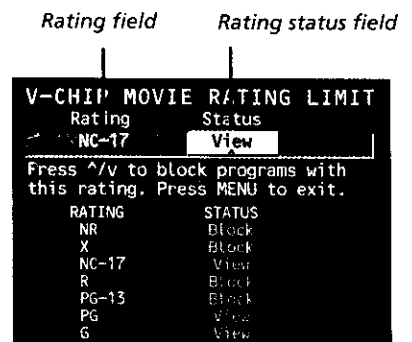 Rating field Rating status field
V-CHIP MOVIE RATING LIMIT
Rating Status
NC-17 View
Press ^/v to block programs with
this rating. Press MENU to exit.
RATING STATUS
NR Block
X Block
NC-17 View
R Block
PG-13 Block
PG View
G View